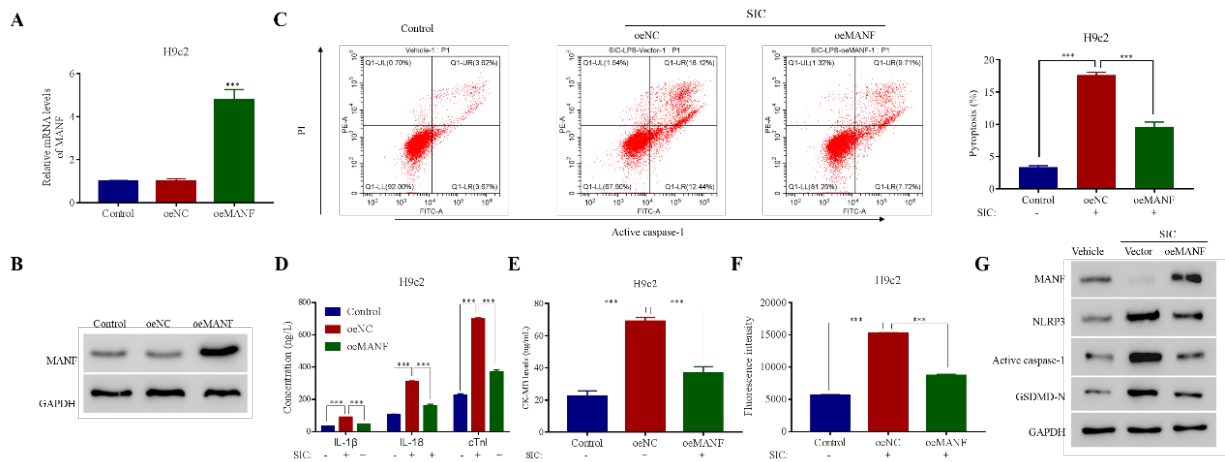 A
H9c2
Relative mRNA levels
of MANF
6
4
2
0
***
Control
oeNC
oeMANF
B
Control
oeNC
oeMANF
MANF
GAPDH
C
SIC
Control
oeNC
oeMANF
Vehicle-1 : P1
Q1-UL(0.70%)
Q1-UR(3.62%)
Q1-LL(92.00%)
Q1-LR(3.67%)
SIC-LPS-Vector-1 : P1
Q1-UL(1.54%)
Q1-UR(18.12%)
Q1-LL(67.90%)
Q1-LR(12.44%)
SIC-LPS-oeMANF-1 : P1
Q1-UL(1.32%)
Q1-UR(9.71%)
Q1-LL(81.25%)
Q1-LR(7.72%)
PI
PE-A
PE-A
PE-A
FITC-A
FITC-A
FITC-A
Active caspase-1
H9c2
Pyroptosis (%)
20
15
10
5
0
***
***
Control
oeNC
oeMANF
SIC:
-
+
+
D
H9c2
Concentration (ng/L)
800
600
400
200
0
Control
oeNC
oeMANF
***
***
***
***
***
***
IL-1β
IL-18
cTnI
SIC:
- + + - + + - + +
E
H9c2
CK-MB levels (ng/mL)
80
60
40
20
0
***
***
Control
oeNC
oeMANF
SIC:
-
+
+
F
H9c2
Fluorescence intensity
20000
15000
10000
5000
0
***
***
Control
oeNC
oeMANF
SIC:
-
+
+
G
SIC
Vehicle
Vector
oeMANF
MANF
NLRP3
Active caspase-1
GSDMD-N
GAPDH